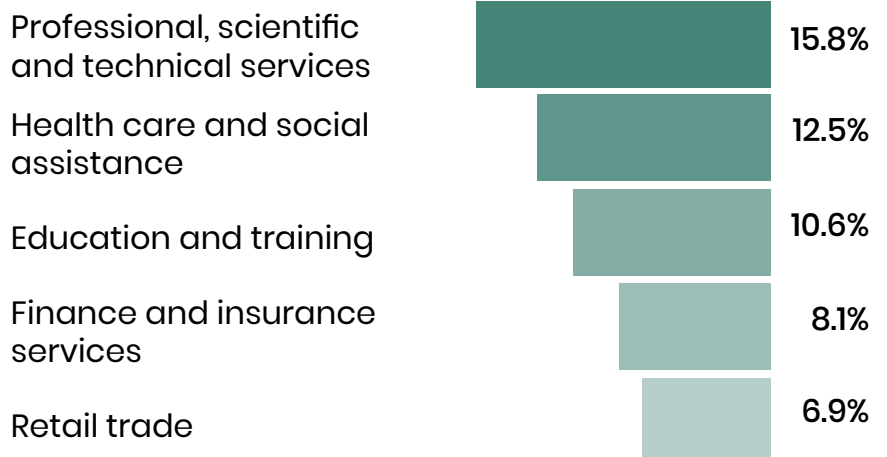 Professional, scientific
and technical services
15.8%
Health care and social
assistance
12.5%
Education and training
10.6%
Finance and insurance
services
8.1%
Retail trade
6.9%